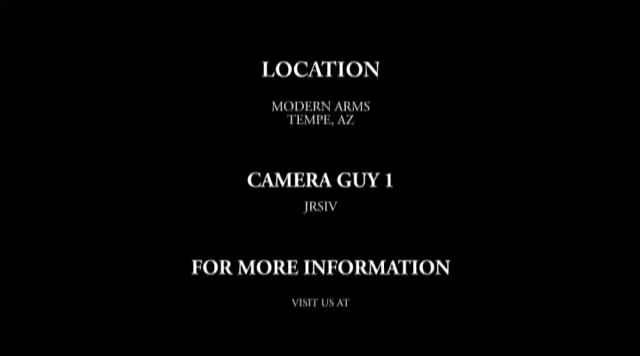 LOCATION
MODERN ARMS
TEMPE, AZ
CAMERA GUY 1
JRSIV
FOR MORE INFORMATION
VISIT US AT